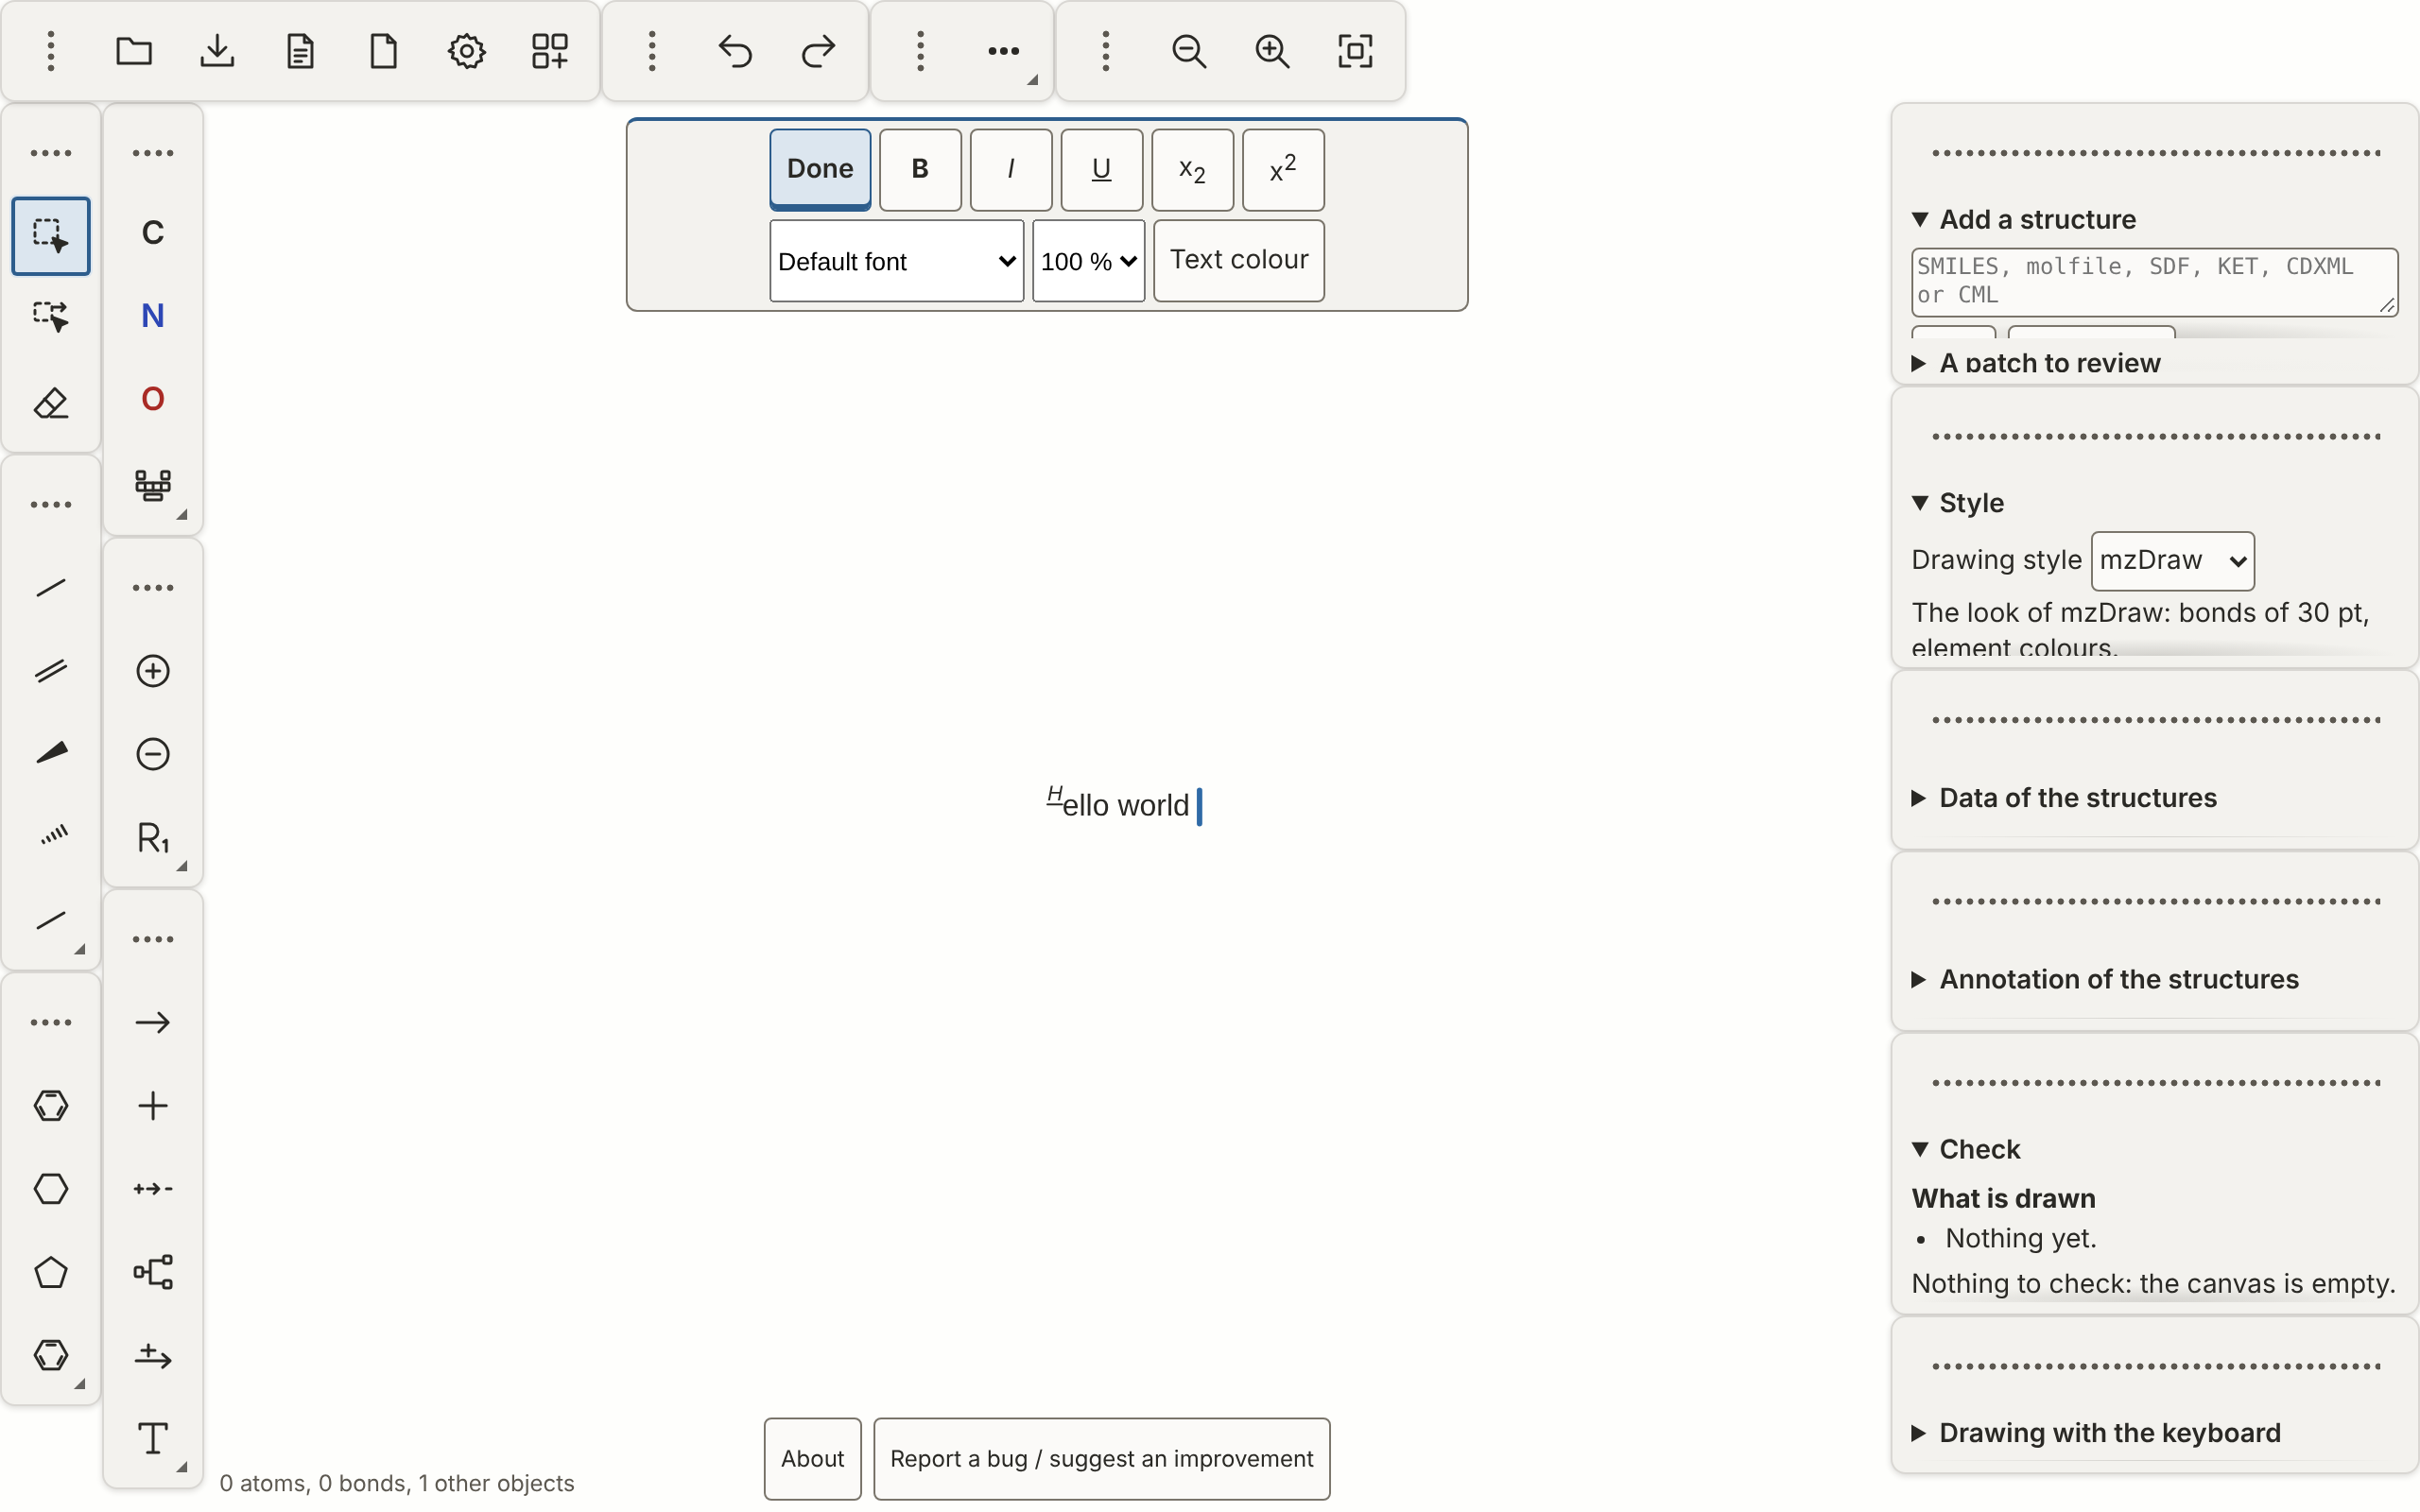 Done B I U x2 x2
Default font 100 % Text colour
C
N
O
R1
T
Hello world
Add a structure
SMILES, molfile, SDF, KET, CDXML
or CML
A patch to review
Style
Drawing style mzDraw
The look of mzDraw: bonds of 30 pt,
element colours.
Data of the structures
Annotation of the structures
Check
What is drawn
• Nothing yet.
Nothing to check: the canvas is empty.
Drawing with the keyboard
0 atoms, 0 bonds, 1 other objects
About
Report a bug / suggest an improvement